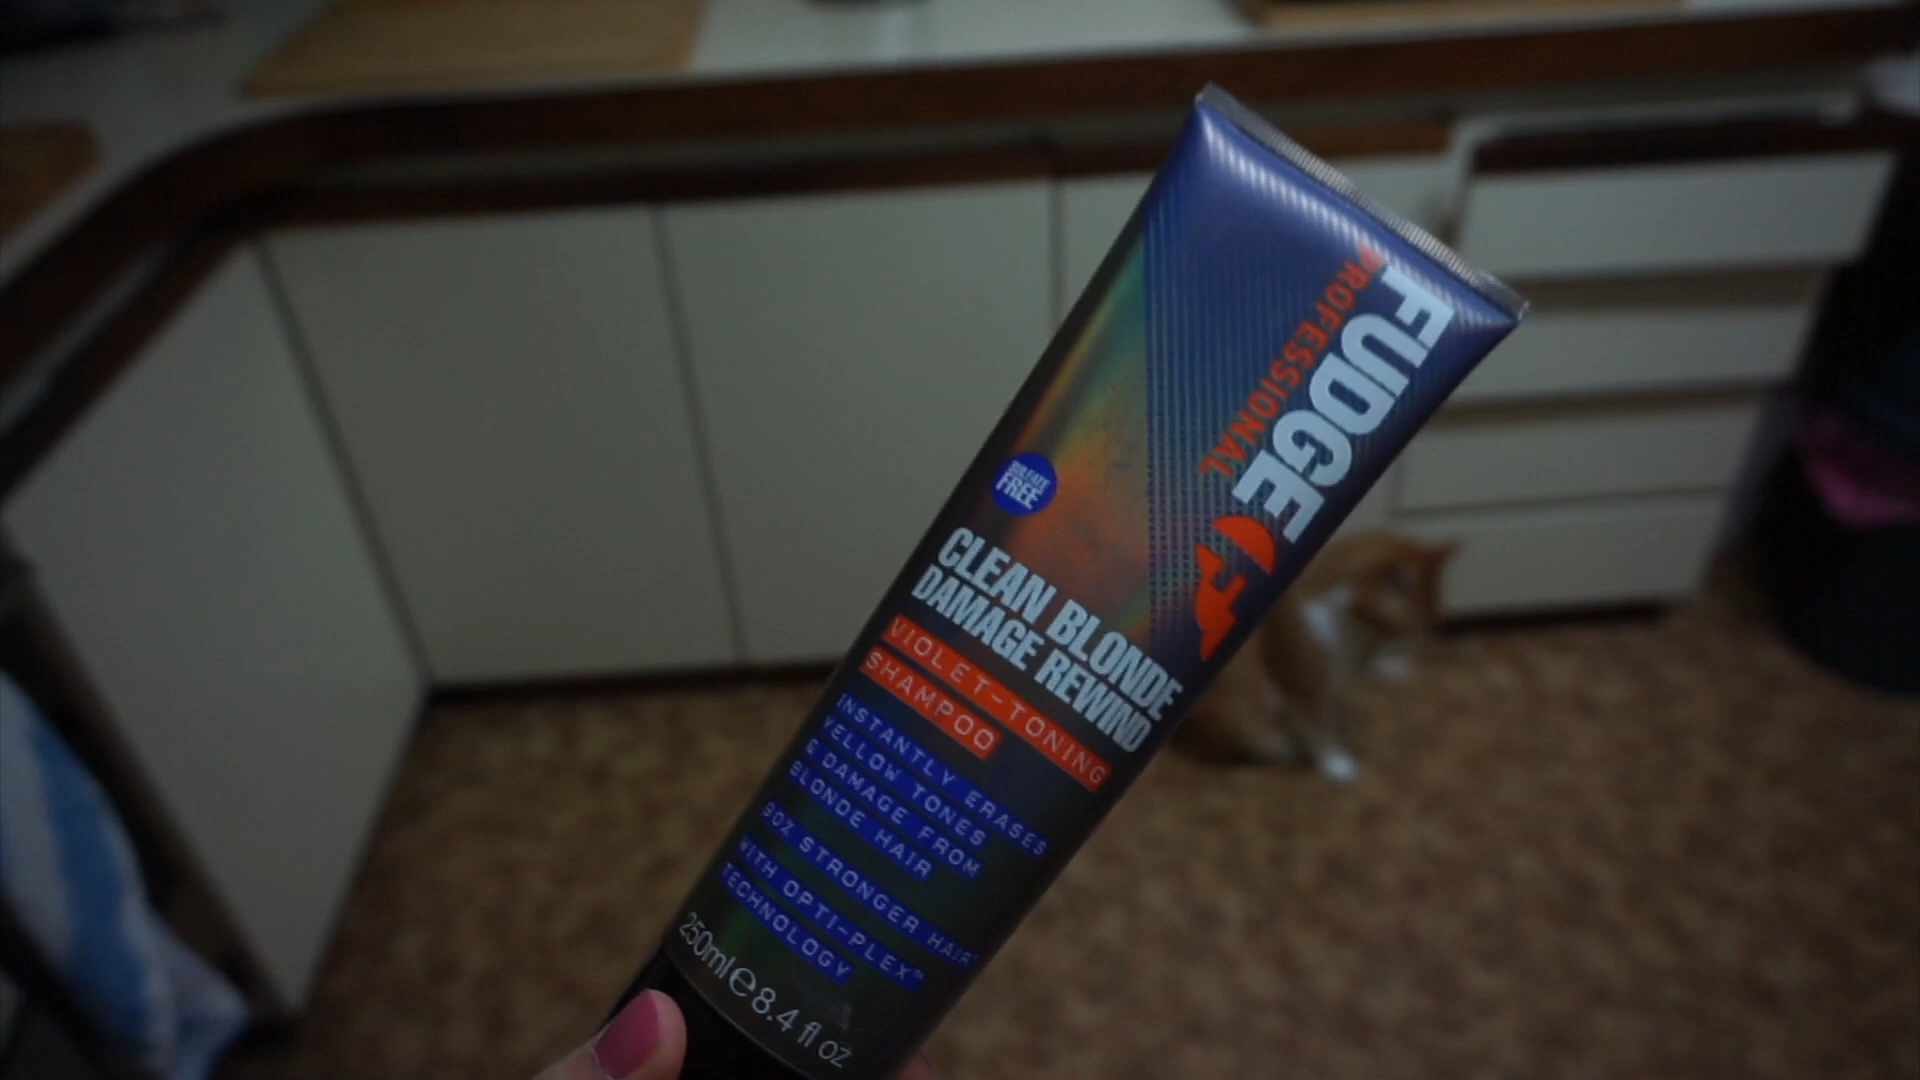 FUDGE
PROFESSIONAL
SULFATE
FREE
CLEAN BLONDE
DAMAGE REWIND
VIOLET-TONING
SHAMPOO
INSTANTLY ERASES
YELLOW TONES
& DAMAGE FROM
BLONDE HAIR
90% STRONGER HAIR*
WITH OPTI-PLEX™
TECHNOLOGY
250ml e 8.4 fl oz